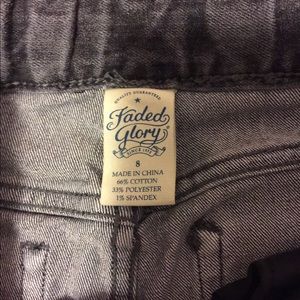 QUALITY GUARANTEED
Faded
Glory
SINCE 1972
8
MADE IN CHINA
66% COTTON
33% POLYESTER
1% SPANDEX